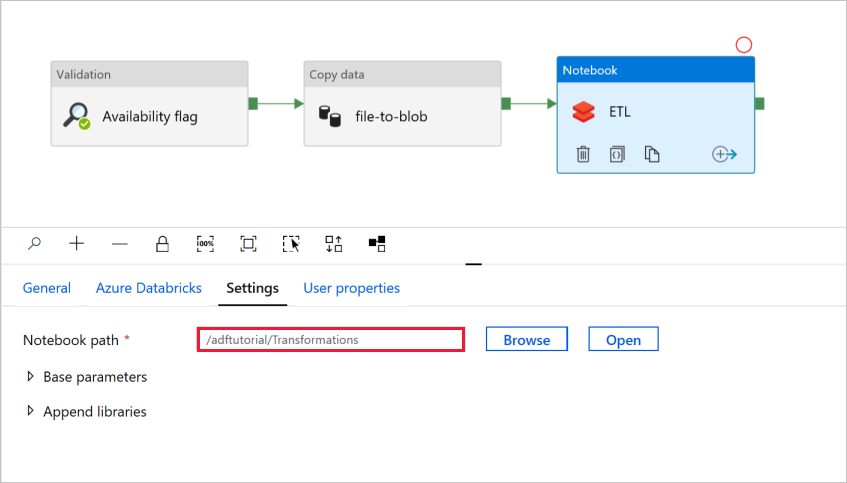 Validation
Availability flag
Copy data
file-to-blob
Notebook
ETL
100%
General Azure Databricks Settings User properties
Notebook path * /adftutorial/Transformations Browse Open
Base parameters
Append libraries